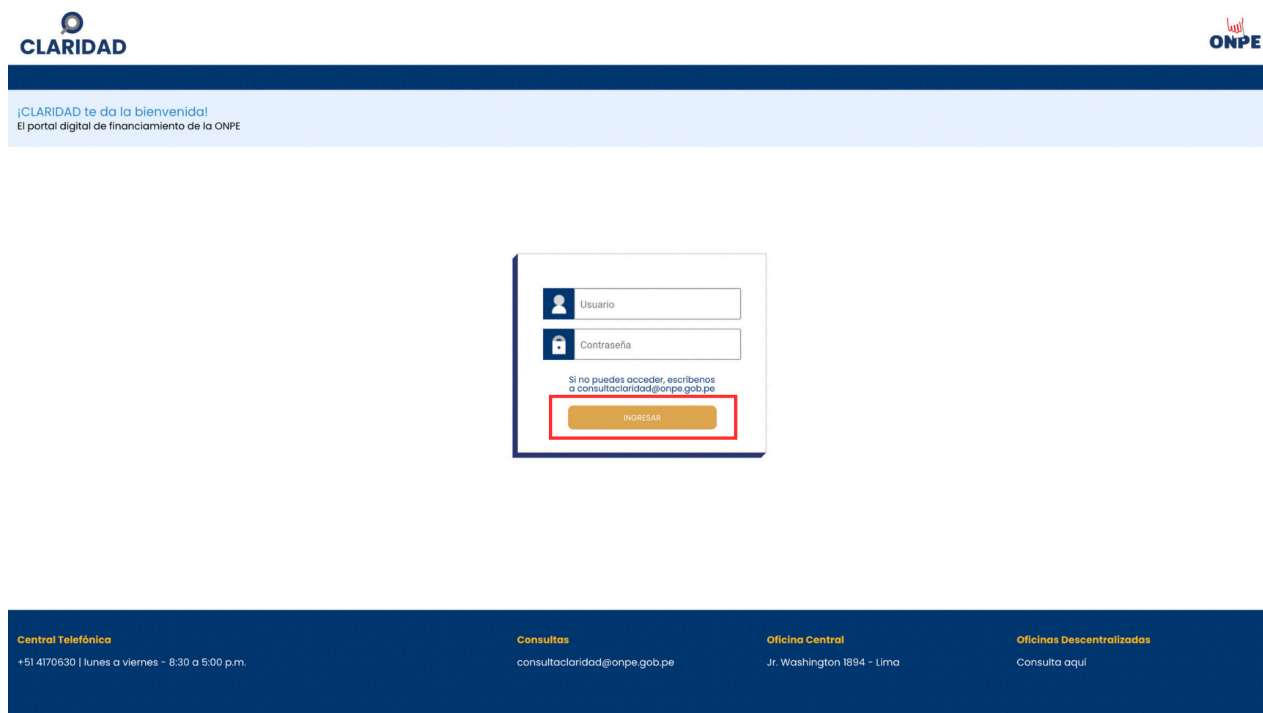 CLARIDAD
ONPE
¡CLARIDAD te da la bienvenida!
El portal digital de financiamiento de la ONPE
Usuario
Contraseña
Si no puedes acceder, escríbenos
a consultaclaridad@onpe.gob.pe
INGRESAR
Central Telefónica
+51 4170630 | lunes a viernes - 8:30 a 5:00 p.m.
Consultas
consultaclaridad@onpe.gob.pe
Oficina Central
Jr. Washington 1894 - Lima
Oficinas Descentralizadas
Consulta aquí